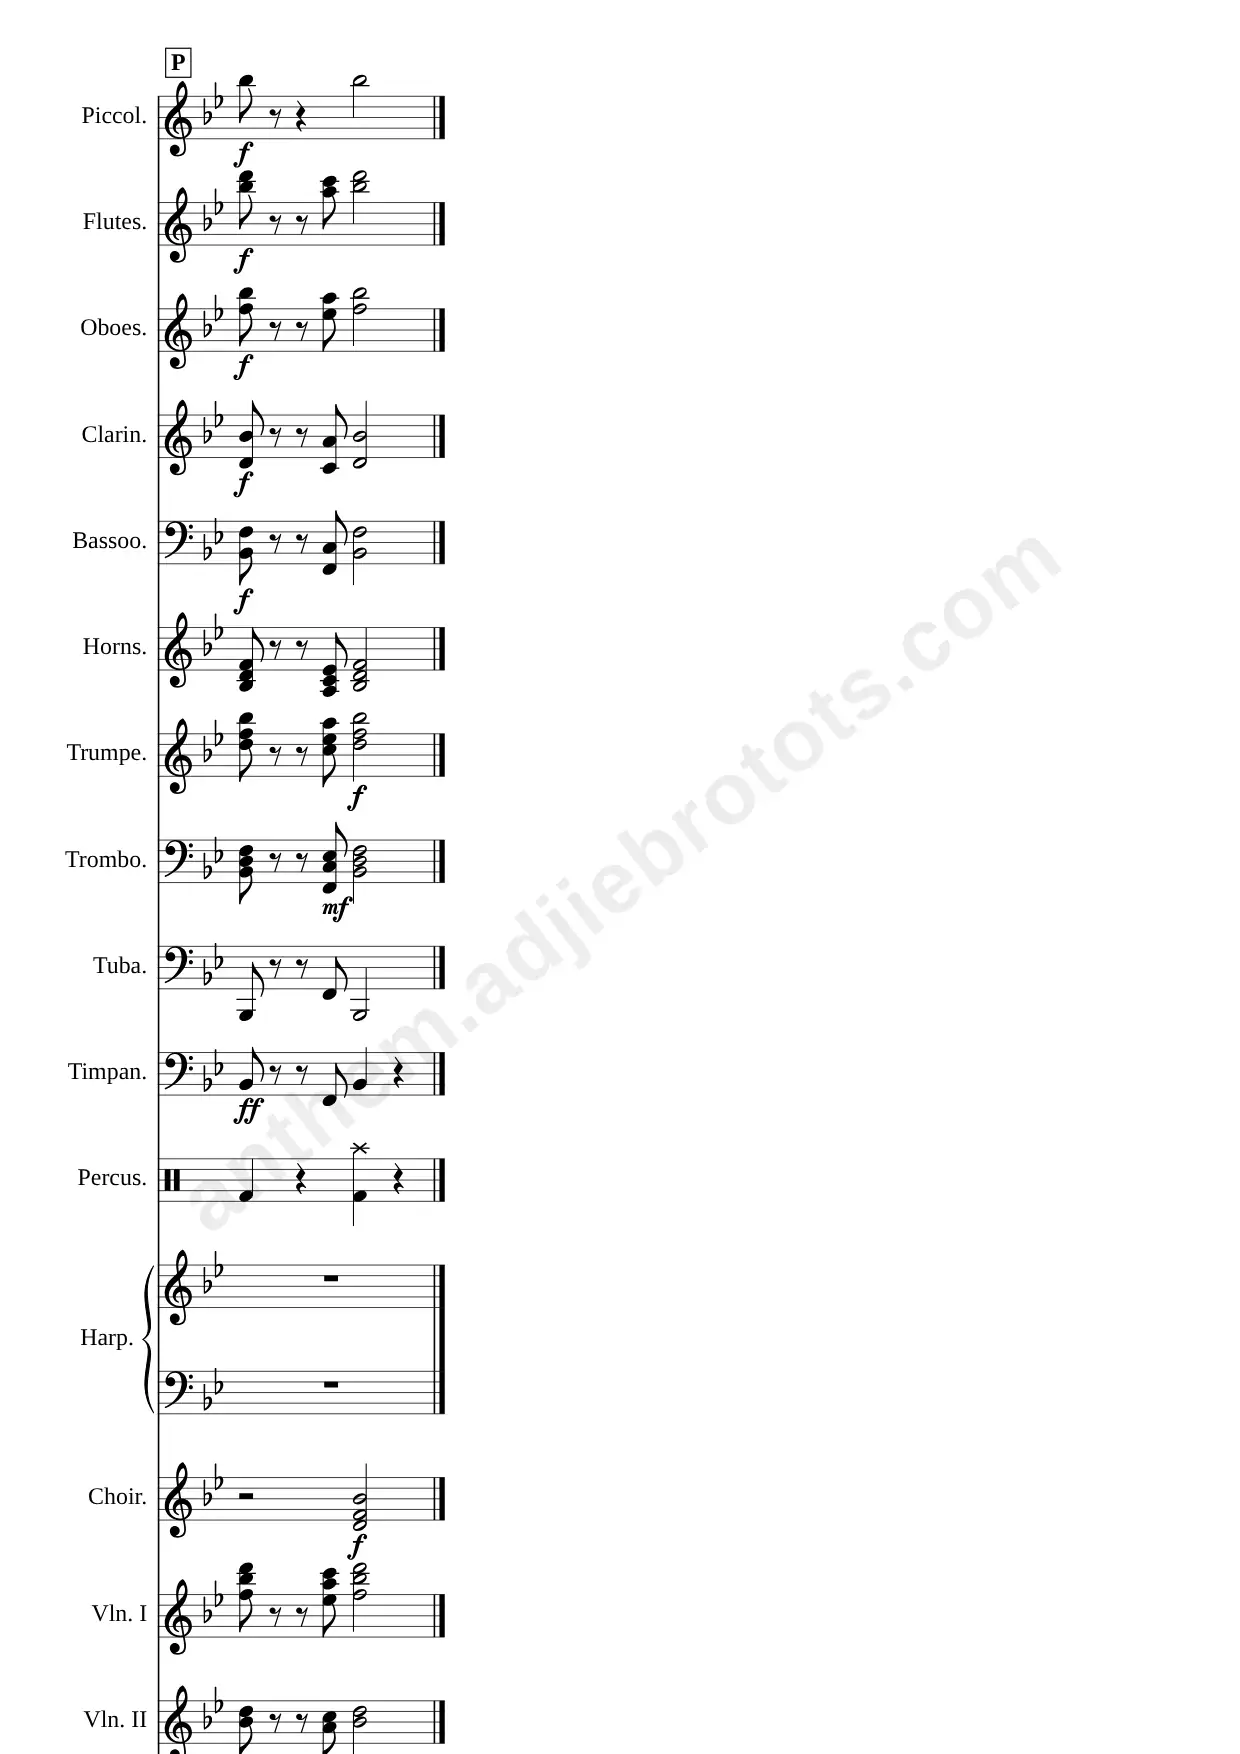 P
Piccol.
f
Flutes.
f
Oboes.
f
Clarin.
f
Bassoo.
f
Horns.
Trumpe.
f
Trombo.
mf
Tuba.
Timpan.
ff
Percus.
Harp.
Choir.
f
Vln. I
Vln. II
anthem.adjiebrotots.com